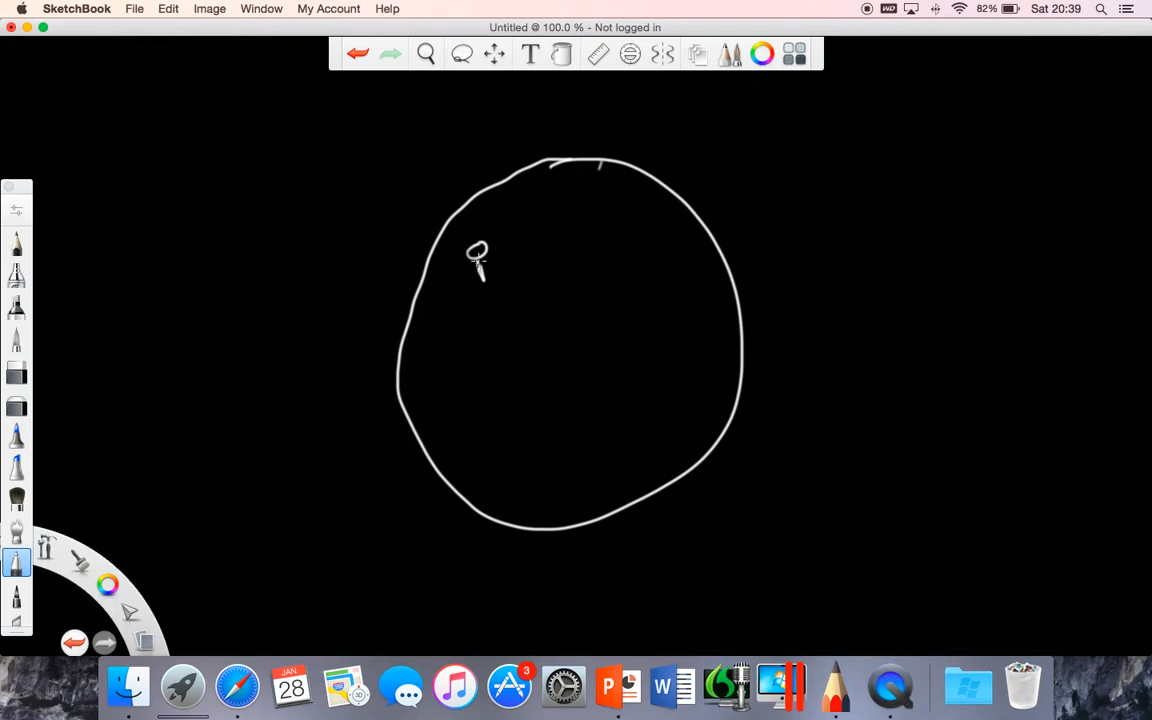 SketchBook File Edit Image Window My Account Help 82% Sat 20:39
Untitled @ 100.0 % - Not logged in
T
3
JAN
28
3D
P
W